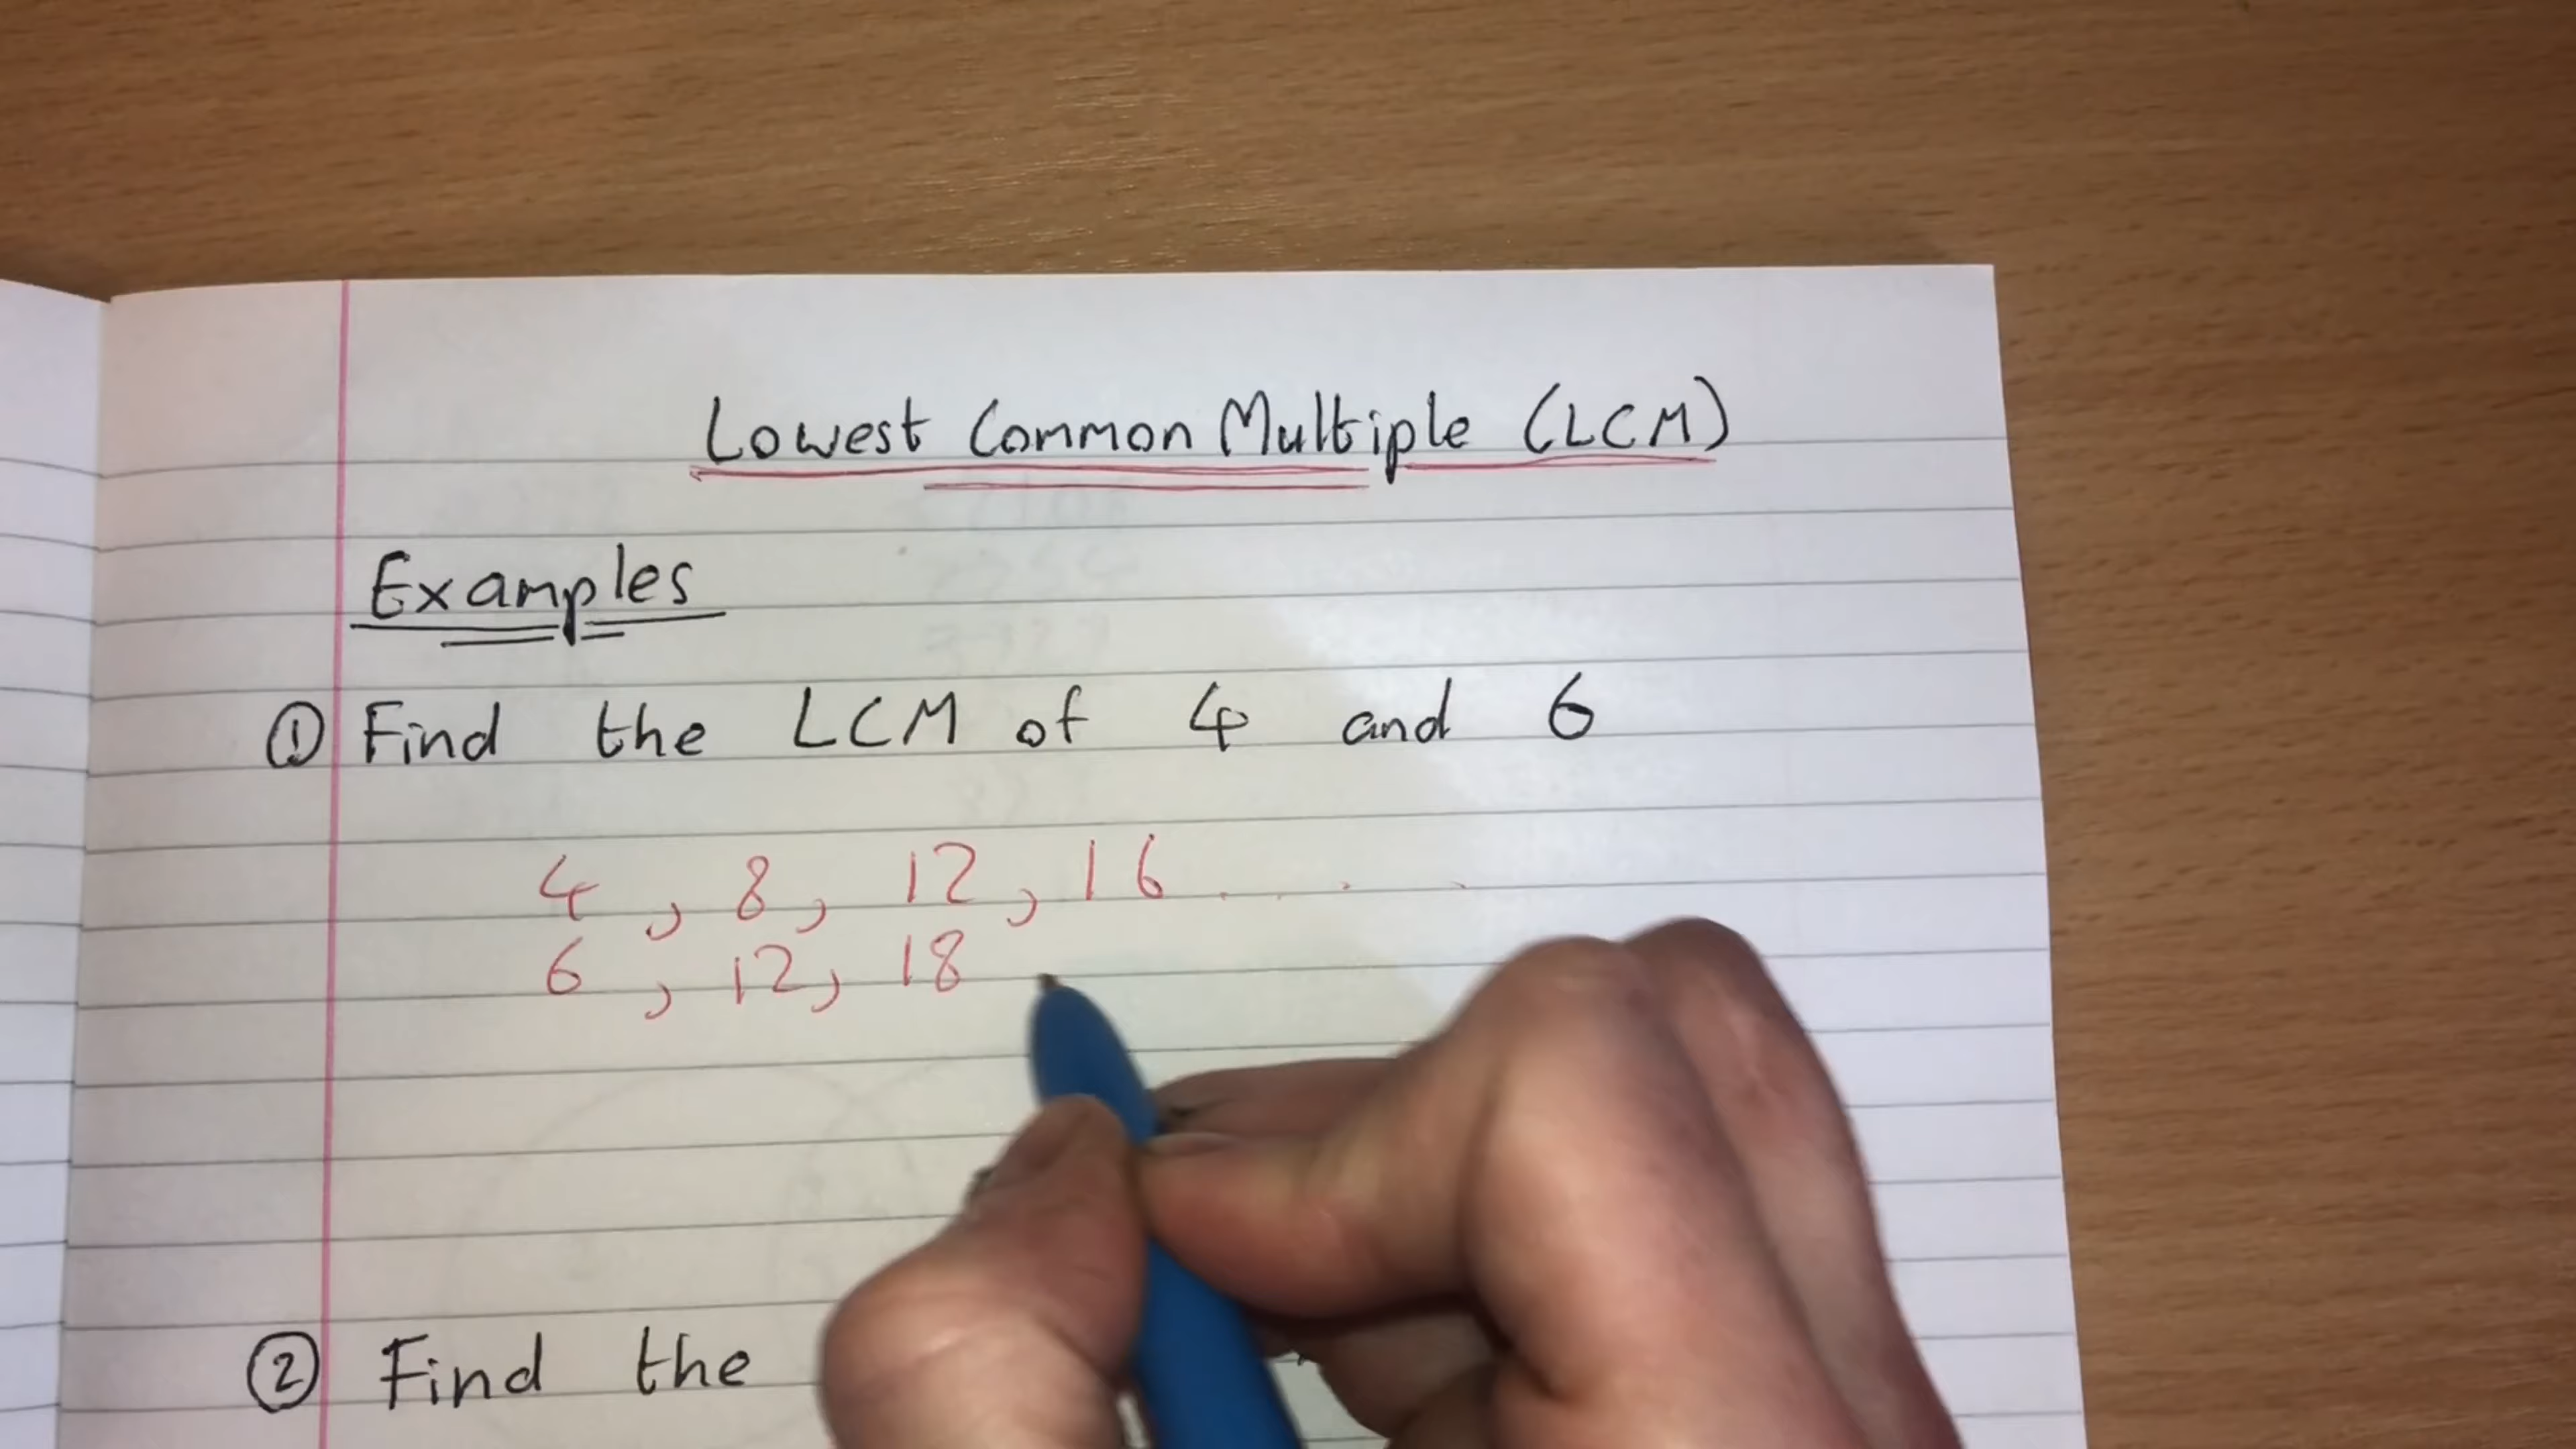 Lowest Common Multiple (LCM)
Examples
① Find the LCM of 4 and 6
4, 8, 12, 16 . . . .
6, 12, 18
② Find the